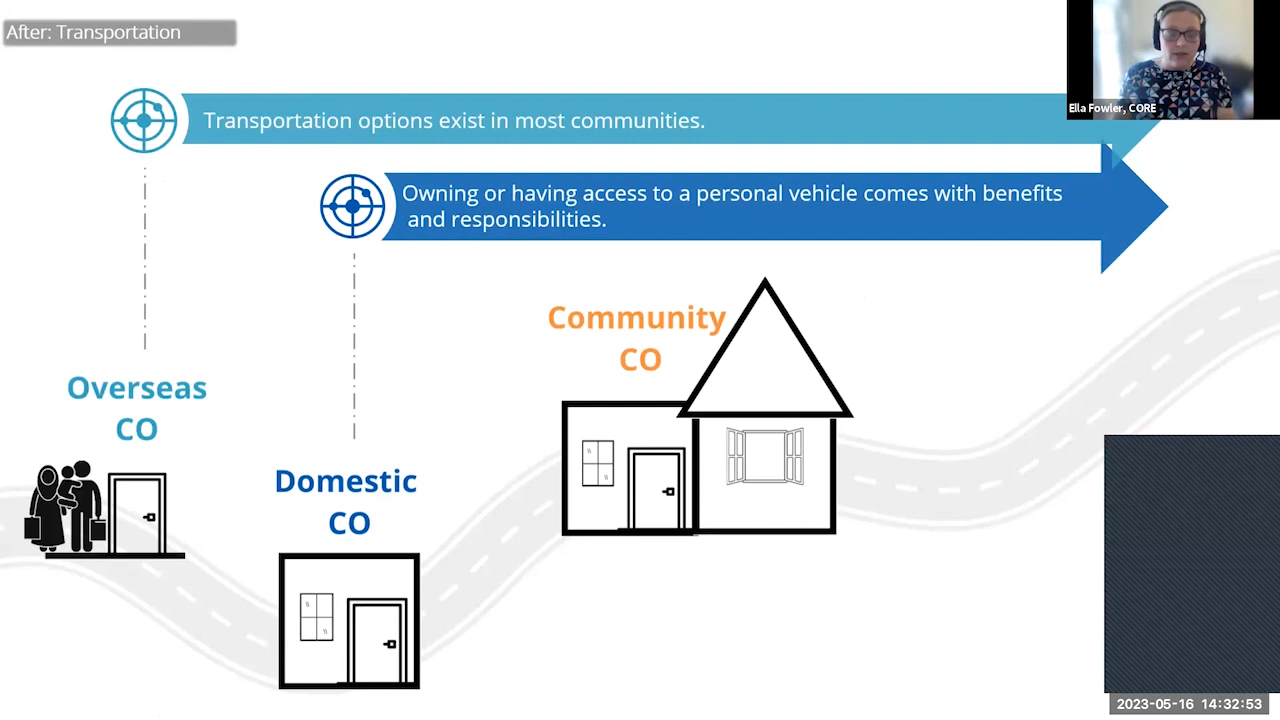 After: Transportation
Ella Fowler, CORE
Transportation options exist in most communities.
Owning or having access to a personal vehicle comes with benefits
and responsibilities.
Community
CO
Overseas
CO
Domestic
CO
2023-05-16 14:32:53